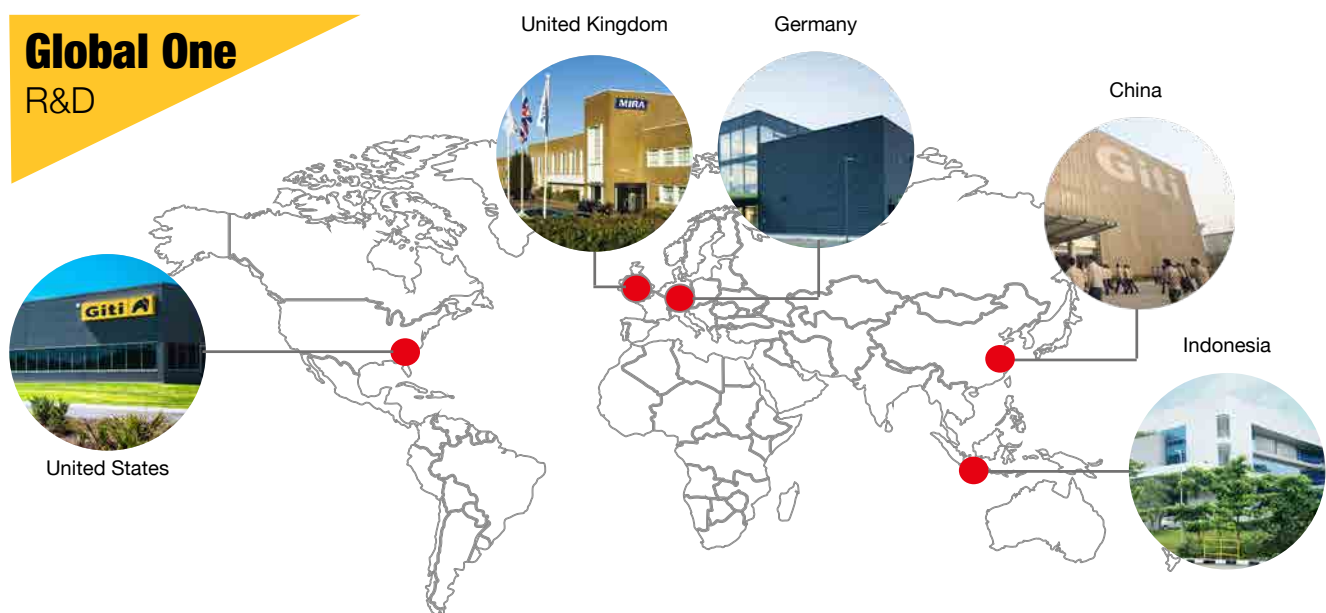 Global One
R&D
United Kingdom
Germany
China
Indonesia
United States
MIRA
Giti
Giti